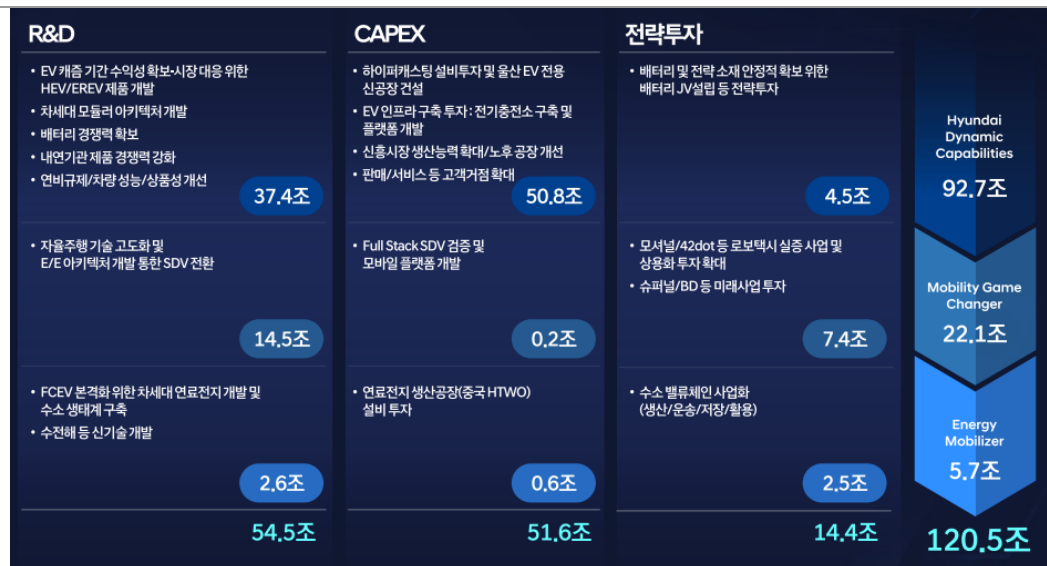 R&D
• EV 캐즘 기간 수익성 확보•시장 대응 위한
HEV/EREV 제품 개발
• 차세대 모듈러 아키텍처 개발
• 배터리 경쟁력 확보
• 내연기관 제품 경쟁력 강화
• 연비규제/차량 성능/상품성 개선
37.4조
• 자율주행 기술 고도화 및
E/E 아키텍처 개발 통한 SDV 전환
14.5조
• FCEV 본격화 위한 차세대 연료전지 개발 및
수소 생태계 구축
• 수전해 등 신기술 개발
2.6조
54.5조
CAPEX
• 하이퍼캐스팅 설비투자 및 울산 EV 전용
신공장 건설
• EV 인프라 구축 투자 : 전기충전소 구축 및
플랫폼 개발
• 신흥시장 생산능력 확대/노후 공장 개선
• 판매/서비스 등 고객거점 확대
50.8조
• Full Stack SDV 검증 및
모바일 플랫폼 개발
0.2조
• 연료전지 생산공장(중국 HTWO)
설비 투자
0.6조
51.6조
전략투자
• 배터리 및 전략 소재 안정적 확보 위한
배터리 JV설립 등 전략투자
4.5조
• 모셔널/42dot 등 로보택시 실증 사업 및
상용화 투자 확대
• 슈퍼널/BD 등 미래사업 투자
7.4조
• 수소 밸류체인 사업화
(생산/운송/저장/활용)
2.5조
14.4조
Hyundai
Dynamic
Capabilities
92.7조
Mobility Game
Changer
22.1조
Energy
Mobilizer
5.7조
120.5조